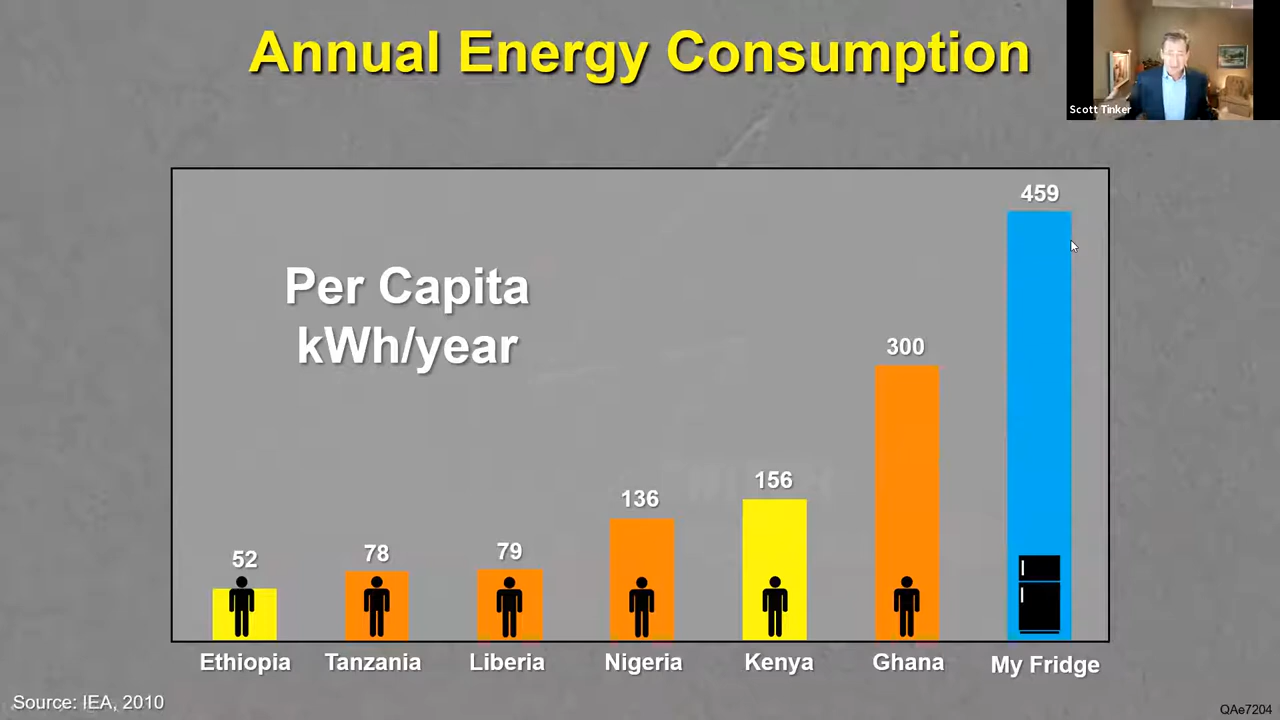 Annual Energy Consumption
Scott Tinker
Per Capita
kWh/year
52
78
79
136
156
300
459
Ethiopia
Tanzania
Liberia
Nigeria
Kenya
Ghana
My Fridge
Source: IEA, 2010
QAe7204